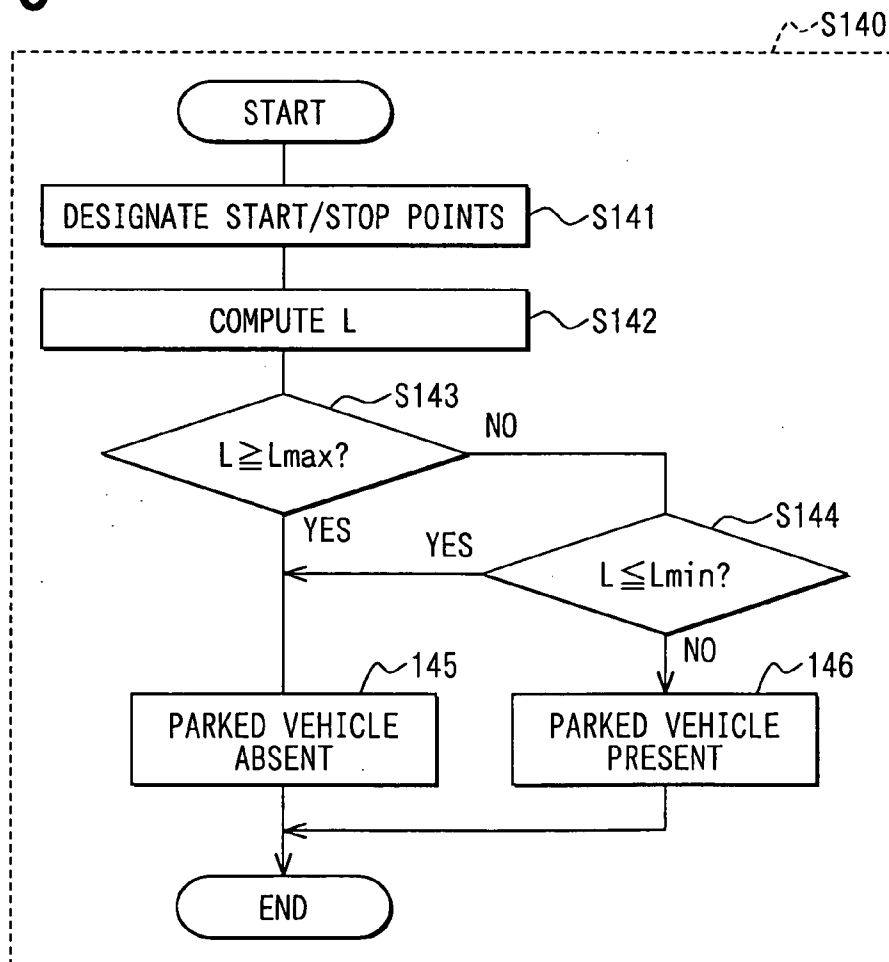 S140
START
DESIGNATE START/STOP POINTS
S141
COMPUTE L
S142
S143
L≧Lmax?
NO
YES
S144
YES
L≦Lmin?
NO
145
PARKED VEHICLE
ABSENT
146
PARKED VEHICLE
PRESENT
END